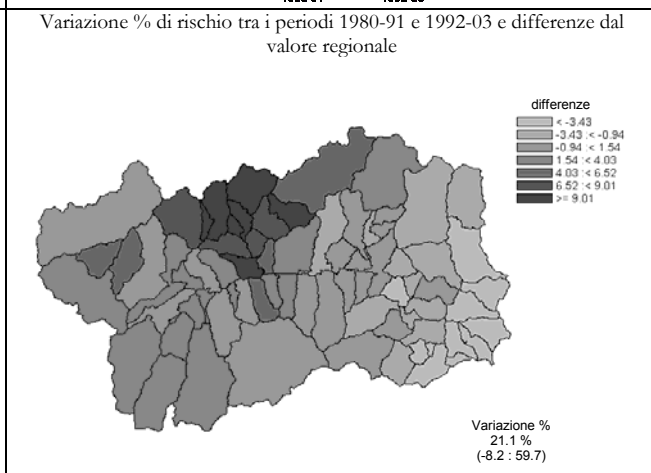 Variazione % di rischio tra i periodi 1980-91 e 1992-03 e differenze dal
valore regionale
differenze
< -3.43
-3.43 :< -0.94
-0.94 :< 1.54
1.54 :< 4.03
4.03 :< 6.52
6.52 :< 9.01
>= 9.01
Variazione %
21.1 %
(-8.2 : 59.7)